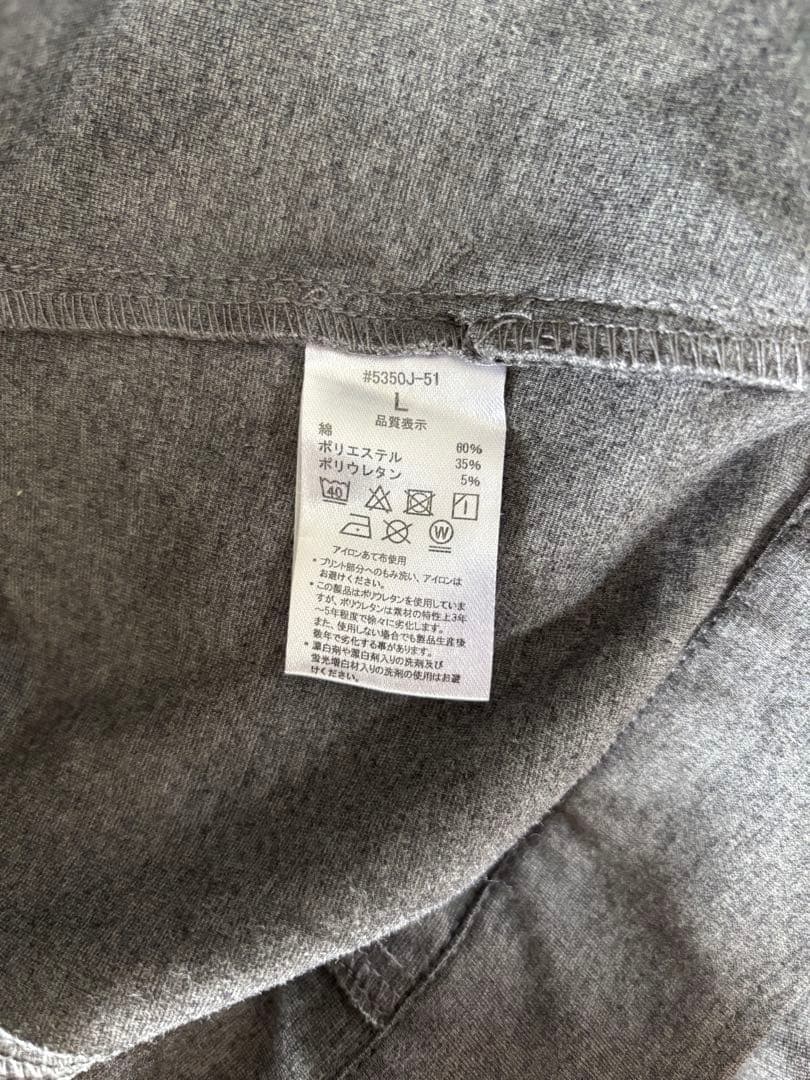 #5350J-51
L
品質表示
綿 60%
ポリエステル 35%
ポリウレタン 5%
40
W
アイロンあて布使用
• プリント部分へのもみ洗い、アイロンは
お避けください。
• この製品はポリウレタンを使用していま
すが、ポリウレタンは素材の特性上3年
〜5年程度で徐々に劣化します。
また、使用しない場合でも製品生産後
数年で劣化する事があります。
• 漂白剤や漂白剤入りの洗剤及び
蛍光増白材入りの洗剤の使用はお避
けください。